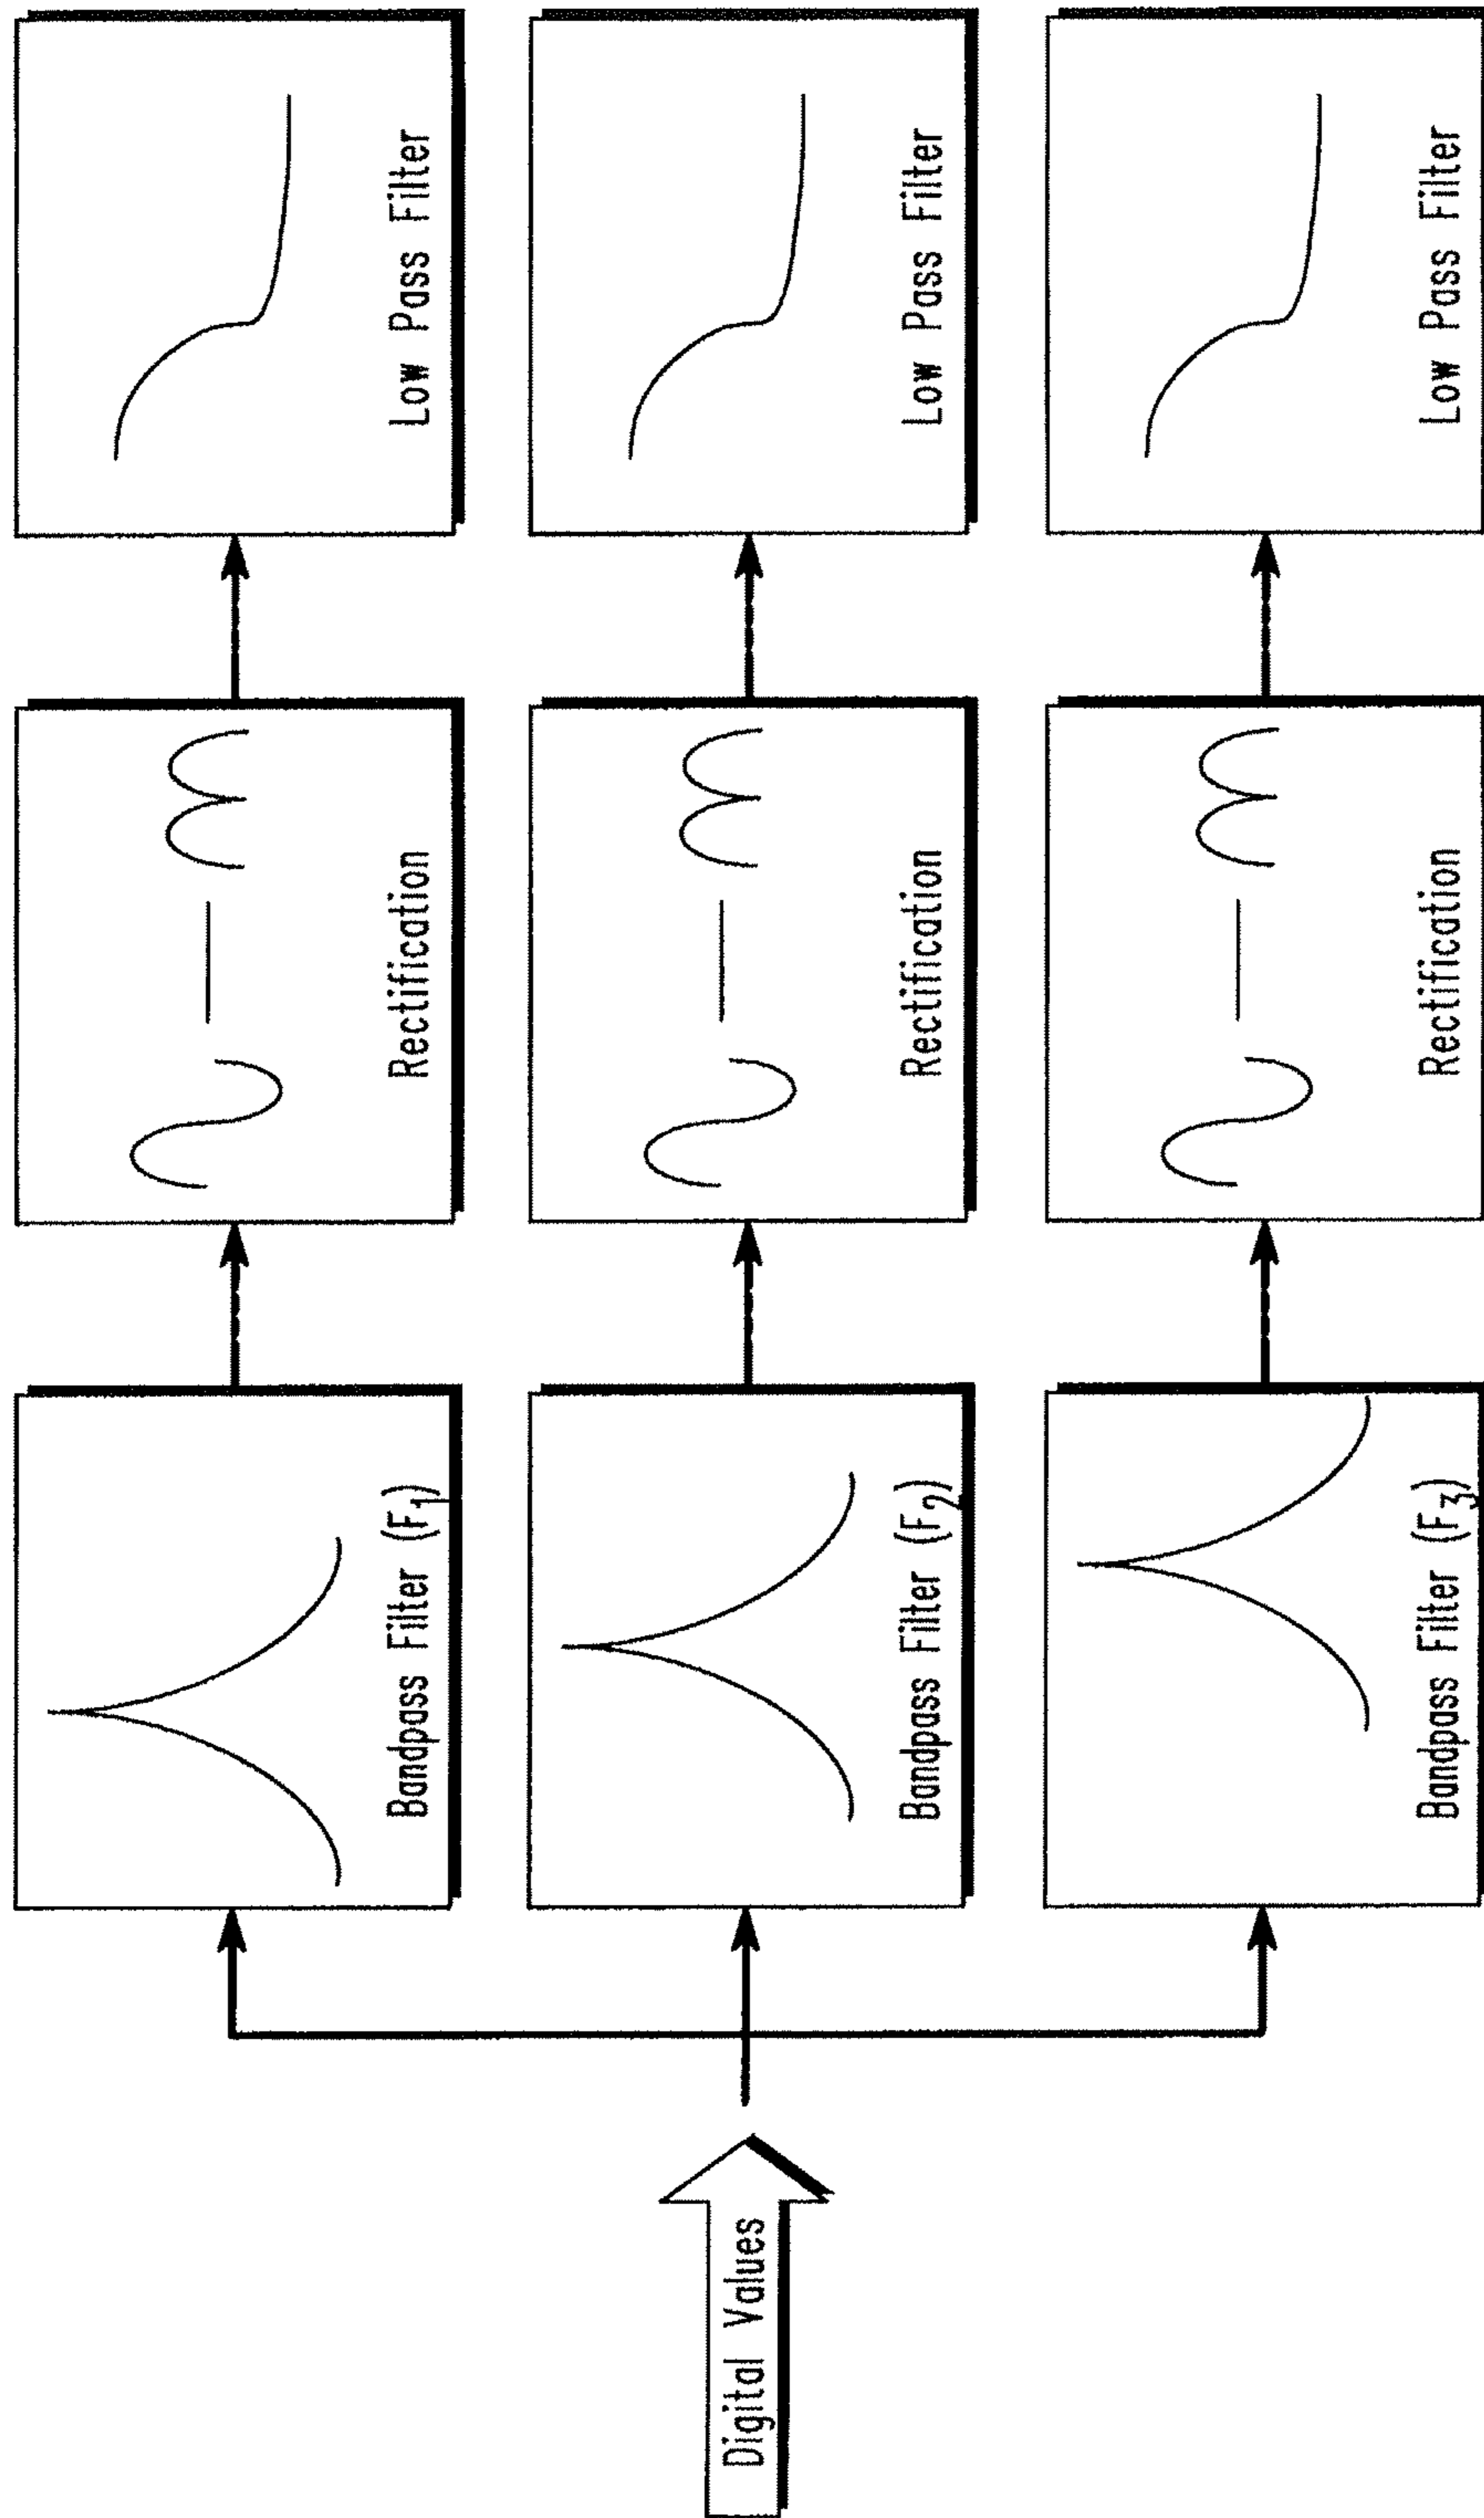 Digital Values
Bandpass Filter (F₁)
Rectification
Low Pass Filter
Bandpass Filter (F₂)
Rectification
Low Pass Filter
Bandpass Filter (F₃)
Rectification
Low Pass Filter